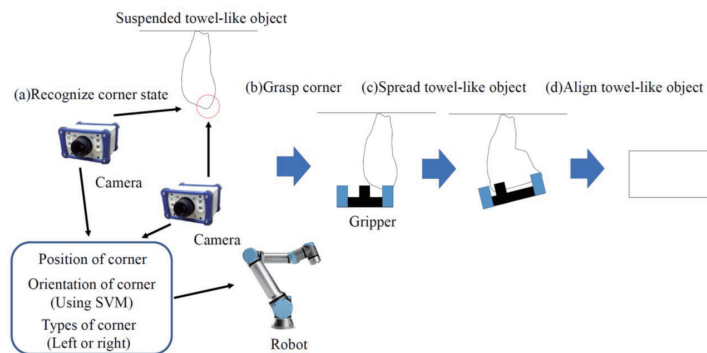 Suspended towel-like object
(a)Recognize corner state
(b)Grasp corner
(c)Spread towel-like object
(d)Align towel-like object
Camera
Camera
Gripper
Position of corner
Orientation of corner
(Using SVM)
Types of corner
(Left or right)
Robot